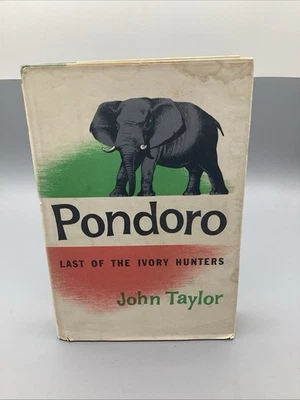 Pondoro
LAST OF THE IVORY HUNTERS
John Taylor